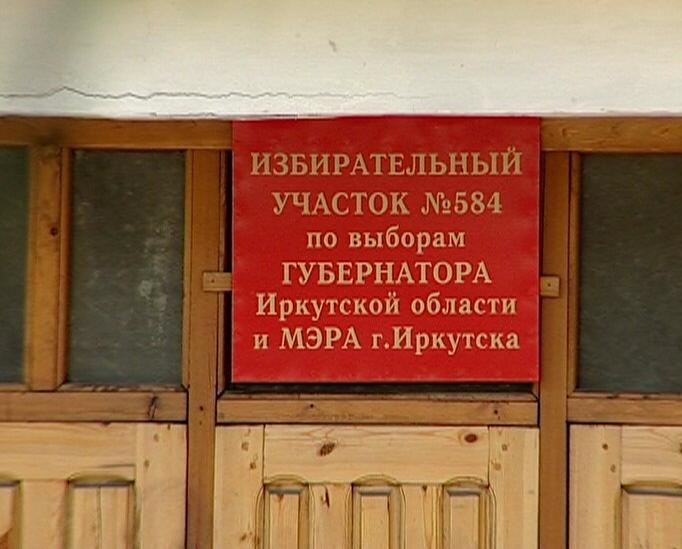 ИЗБИРАТЕЛЬНЫЙ
УЧАСТОК №584
по выборам
ГУБЕРНАТОРА
Иркутской области
и МЭРА г.Иркутска